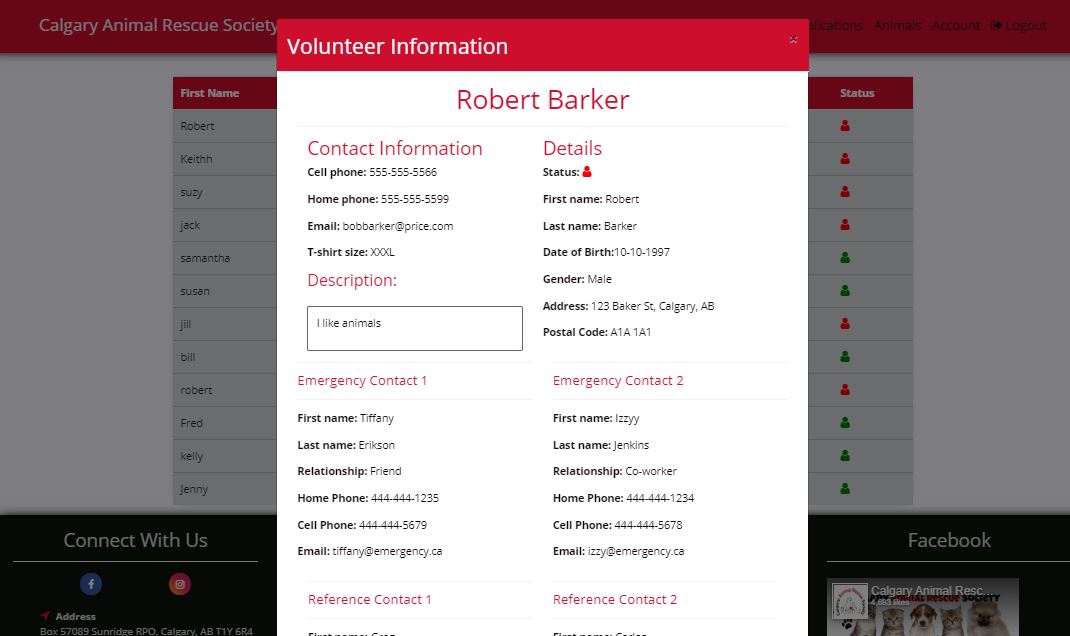 Calgary Animal Rescue Society
Animals
Account
Logout
Volunteer Information
×
Robert Barker
Contact Information
Cell phone: 555-555-5566
Home phone: 555-555-5599
Email: bobbarker@price.com
T-shirt size: XXXL
Description:
I like animals
Details
Status:
First name: Robert
Last name: Barker
Date of Birth:10-10-1997
Gender: Male
Address: 123 Baker St, Calgary, AB
Postal Code: A1A 1A1
Emergency Contact 1
First name: Tiffany
Last name: Erikson
Relationship: Friend
Home Phone: 444-444-1235
Cell Phone: 444-444-5679
Email: tiffany@emergency.ca
Emergency Contact 2
First name: Izzyy
Last name: Jenkins
Relationship: Co-worker
Home Phone: 444-444-1234
Cell Phone: 444-444-5678
Email: izzy@emergency.ca
Reference Contact 1
First name: Greg
Reference Contact 2
First name: Carlos
First Name
Status
Robert
Keithh
suzy
jack
samantha
susan
jill
bill
robert
Fred
kelly
Jenny
Connect With Us
Address
Box 57089 Sunridge RPO, Calgary, AB T1Y 6R4
Facebook
Calgary Animal Resc...
4,693 likes
ANIMAL RESCUE SOCIETY